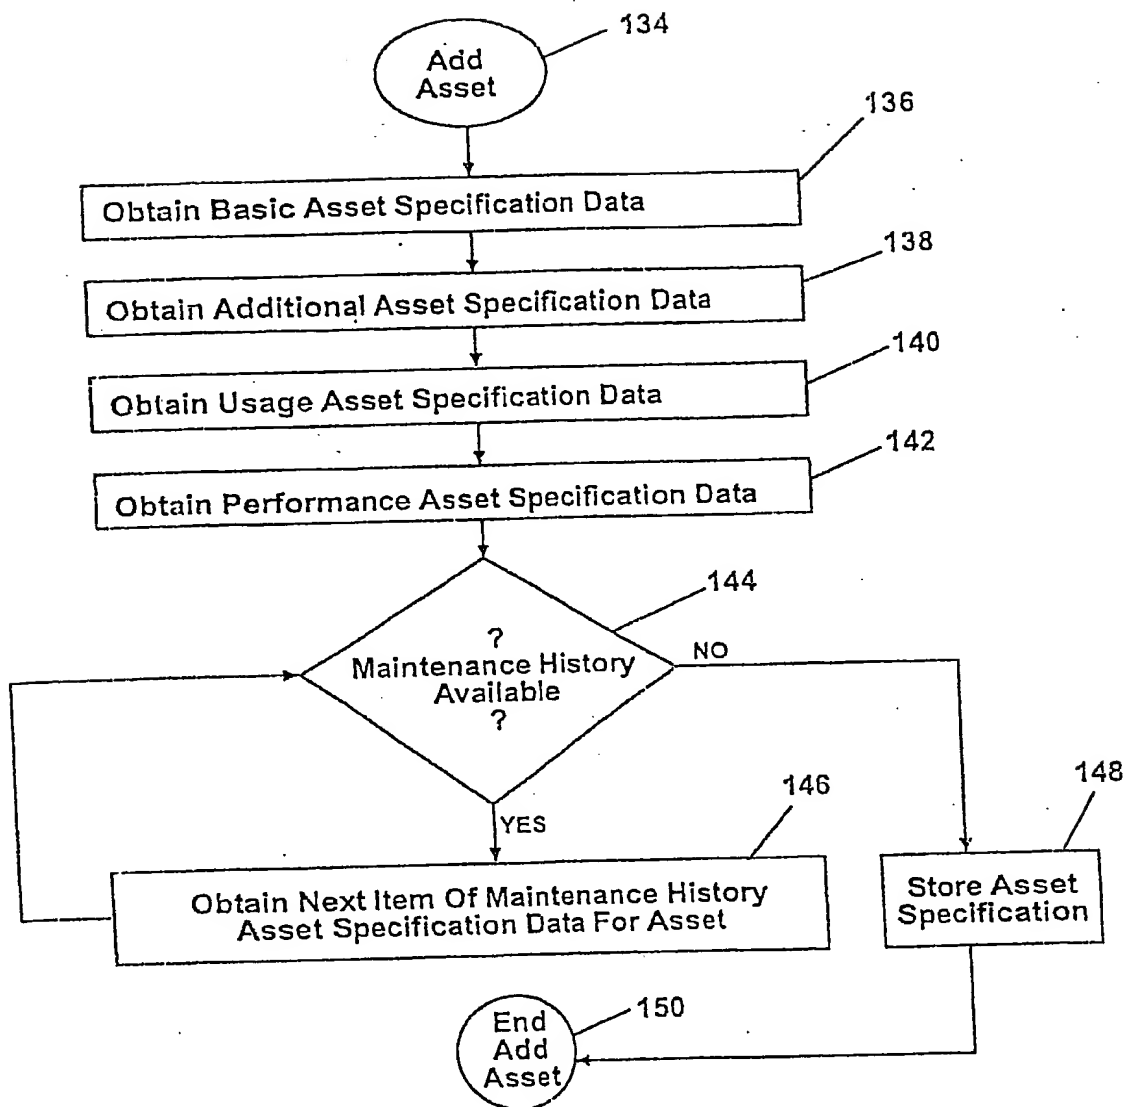 134
Add
Asset
136
Obtain Basic Asset Specification Data
138
Obtain Additional Asset Specification Data
140
Obtain Usage Asset Specification Data
142
Obtain Performance Asset Specification Data
144
?
Maintenance History
Available
?
NO
YES
146
148
Obtain Next Item Of Maintenance History
Asset Specification Data For Asset
Store Asset
Specification
150
End
Add
Asset